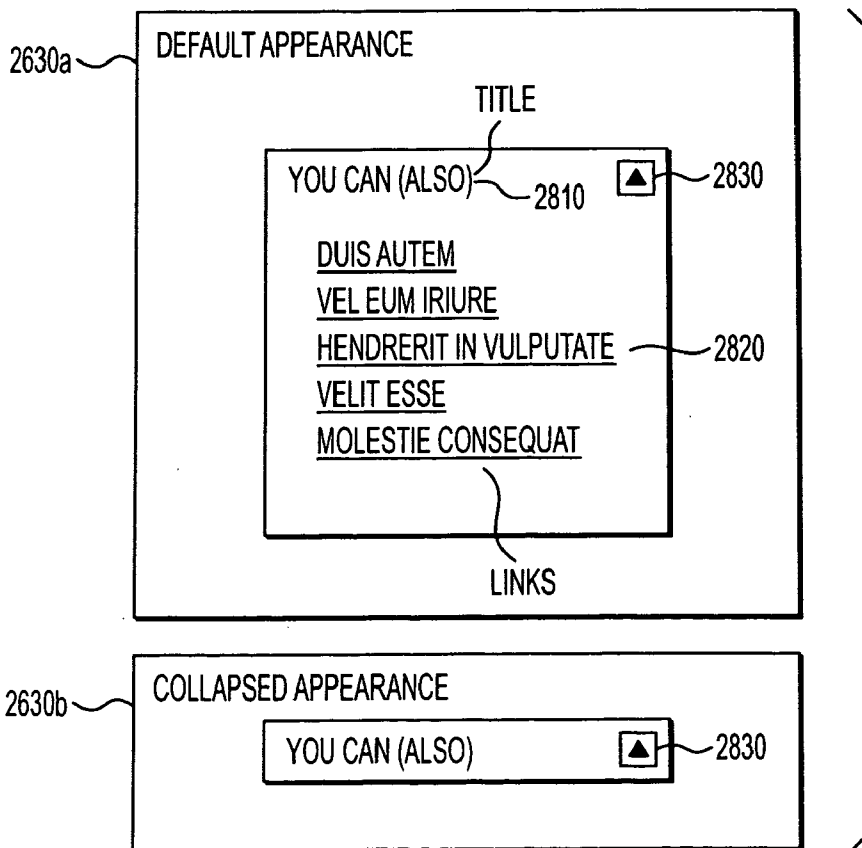 2630a
DEFAULT APPEARANCE
TITLE
YOU CAN (ALSO)
2810
2830
DUIS AUTEM
VEL EUM IRIURE
HENDRERIT IN VULPUTATE
2820
VELIT ESSE
MOLESTIE CONSEQUAT
LINKS
2630b
COLLAPSED APPEARANCE
YOU CAN (ALSO)
2830